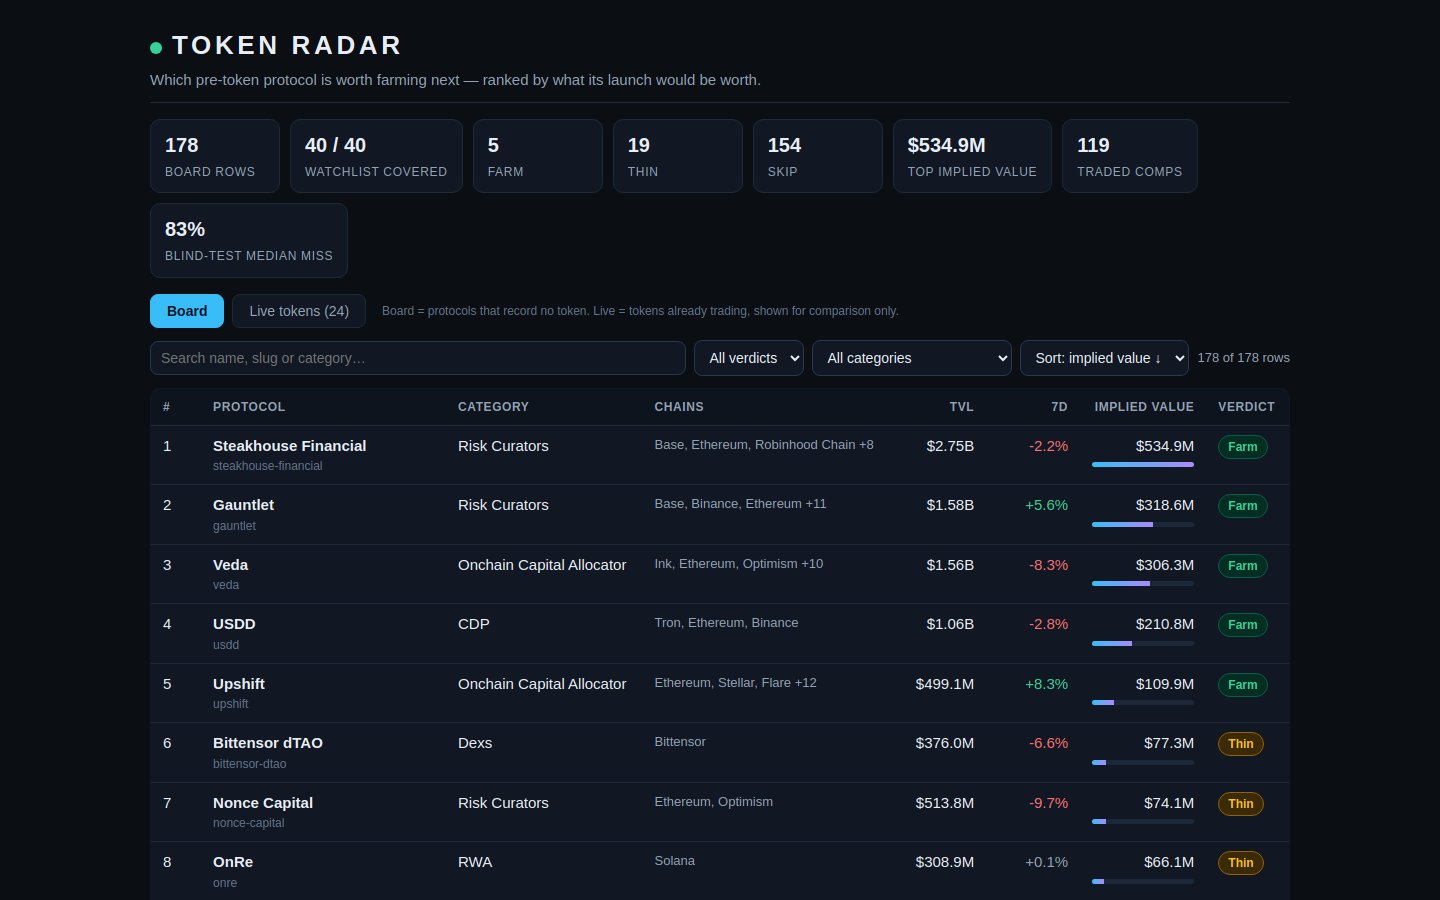 TOKEN RADAR
Which pre-token protocol is worth farming next — ranked by what its launch would be worth.
178
BOARD ROWS
40 / 40
WATCHLIST COVERED
5
FARM
19
THIN
154
SKIP
$534.9M
TOP IMPLIED VALUE
119
TRADED COMPS
83%
BLIND-TEST MEDIAN MISS
Board Live tokens (24) Board = protocols that record no token. Live = tokens already trading, shown for comparison only.
Search name, slug or category… All verdicts All categories Sort: implied value ↓ 178 of 178 rows
# PROTOCOL CATEGORY CHAINS TVL 7D IMPLIED VALUE VERDICT
1 Steakhouse Financial Risk Curators Base, Ethereum, Robinhood Chain +8 $2.75B -2.2% $534.9M Farm
steakhouse-financial
2 Gauntlet Risk Curators Base, Binance, Ethereum +11 $1.58B +5.6% $318.6M Farm
gauntlet
3 Veda Onchain Capital Allocator Ink, Ethereum, Optimism +10 $1.56B -8.3% $306.3M Farm
veda
4 USDD CDP Tron, Ethereum, Binance $1.06B -2.8% $210.8M Farm
usdd
5 Upshift Onchain Capital Allocator Ethereum, Stellar, Flare +12 $499.1M +8.3% $109.9M Farm
upshift
6 Bittensor dTAO Dexs Bittensor $376.0M -6.6% $77.3M Thin
bittensor-dtao
7 Nonce Capital Risk Curators Ethereum, Optimism $513.8M -9.7% $74.1M Thin
nonce-capital
8 OnRe RWA Solana $308.9M +0.1% $66.1M Thin
onre